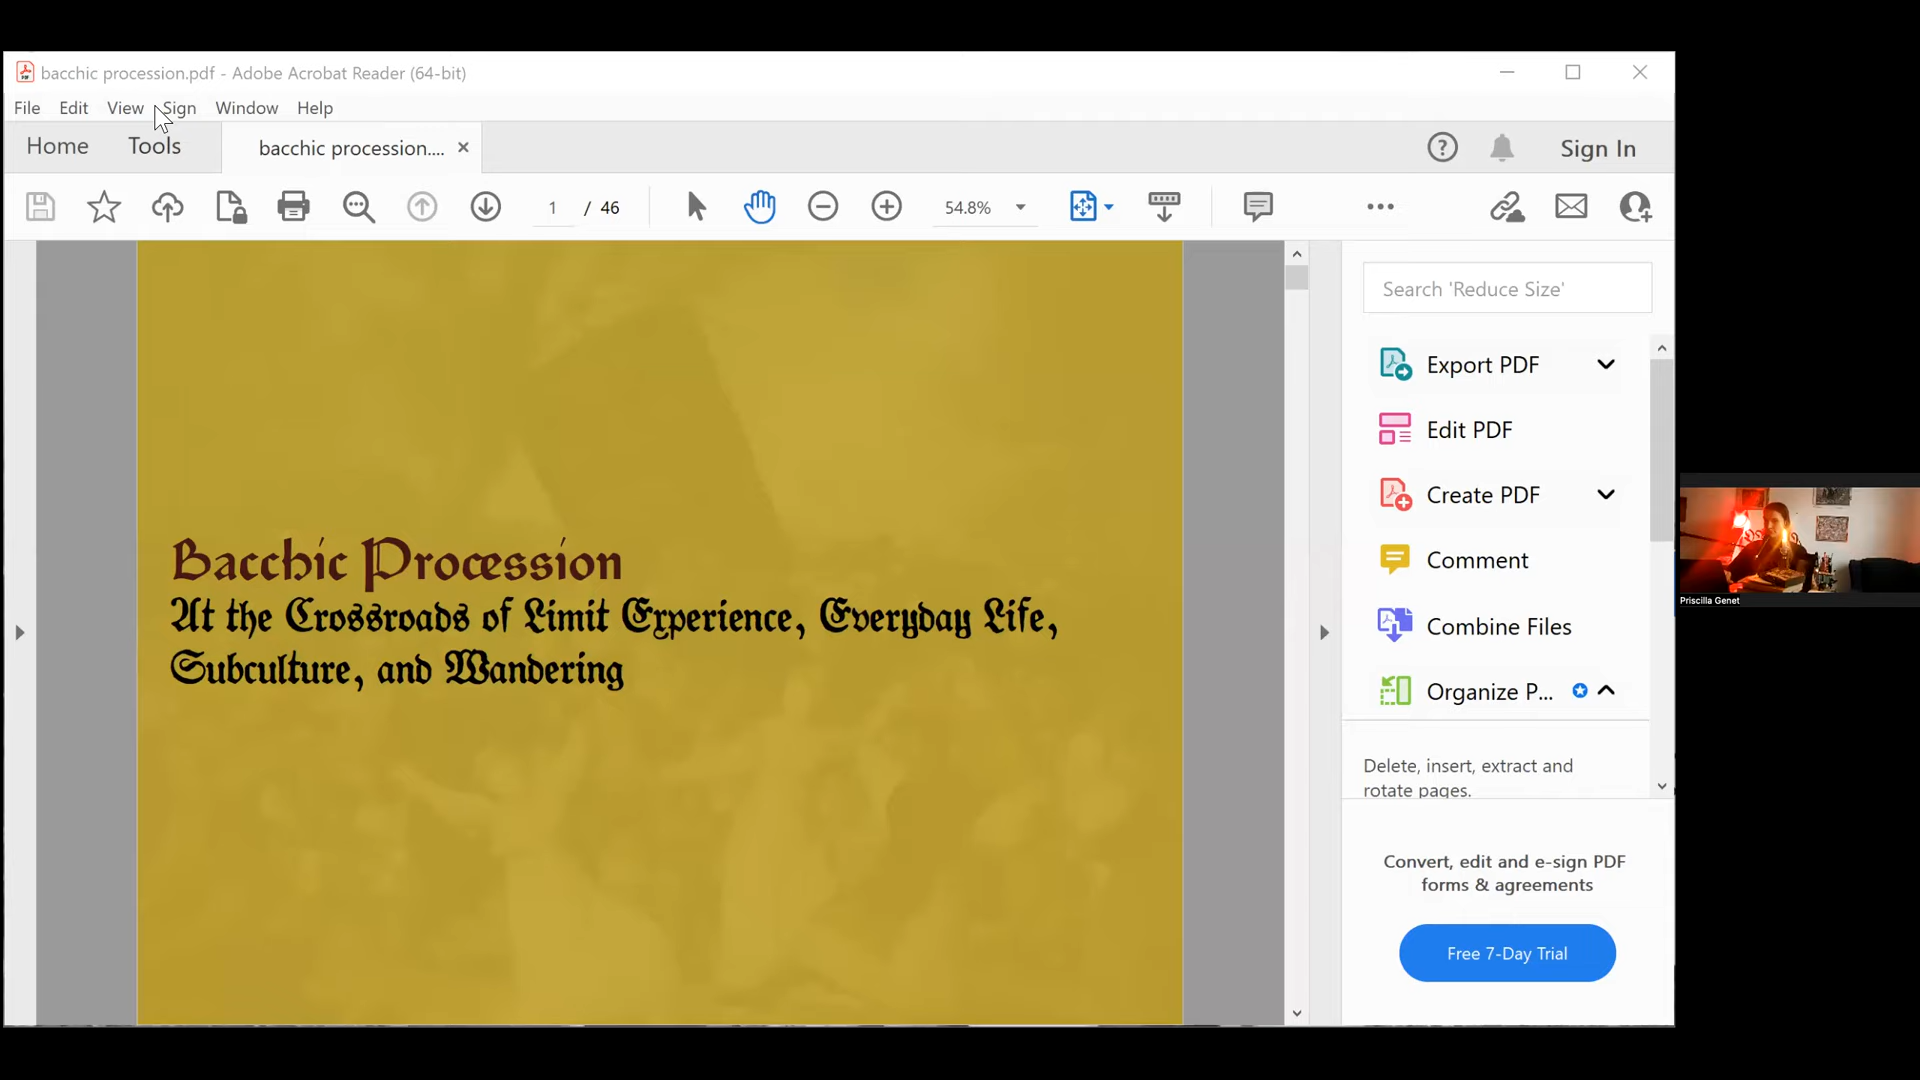 bacchic procession.pdf - Adobe Acrobat Reader (64-bit)
File Edit View Sign Window Help
Home Tools bacchic procession.... Sign In
1 / 46 54.8%
Search 'Reduce Size'
Export PDF
Edit PDF
Create PDF
Comment
Combine Files
Organize P...
Delete, insert, extract and
rotate pages.
Convert, edit and e-sign PDF
forms & agreements
Free 7-Day Trial
Bacchic Procession
At the Crossroads of Limit Experience, Everyday Life,
Subculture, and Wandering
Priscilla Genet